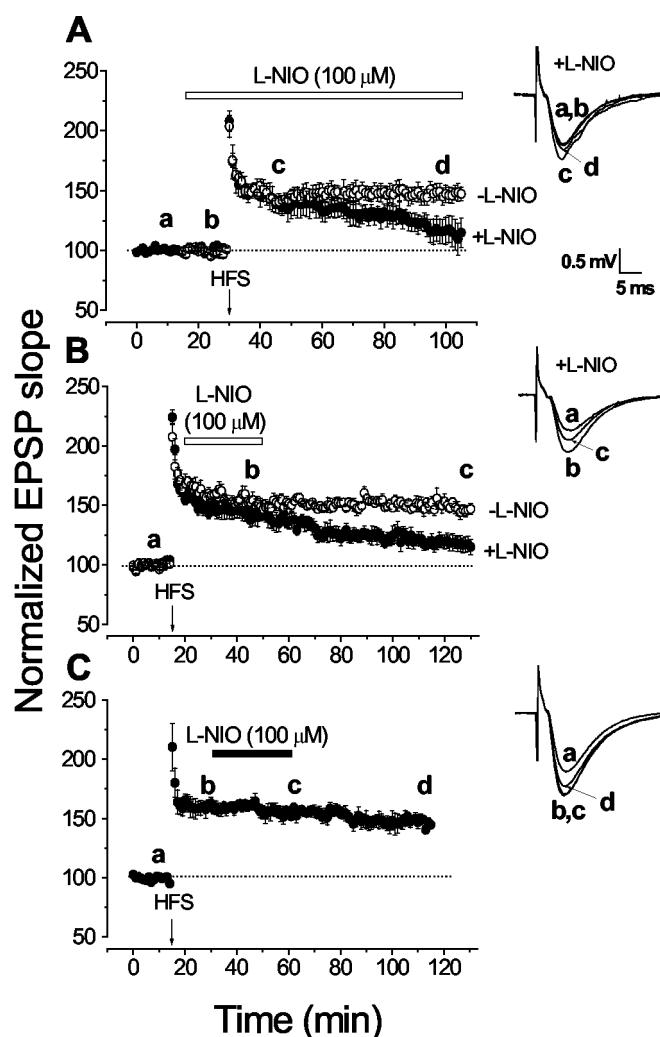 A
250
200
150
100
50
L-NIO (100 μM)
a
b
c
d
-L-NIO
+L-NIO
HFS
0
20
40
60
80
100
+L-NIO
a,b
c
d
0.5 mV
5 ms
B
250
200
150
100
50
L-NIO
(100 μM)
a
b
c
-L-NIO
+L-NIO
HFS
0
20
40
60
80
100
120
+L-NIO
a
b
c
C
250
200
150
100
50
L-NIO (100 μM)
a
b
c
d
HFS
0
20
40
60
80
100
120
a
b,c
d
Normalized EPSP slope
Time (min)